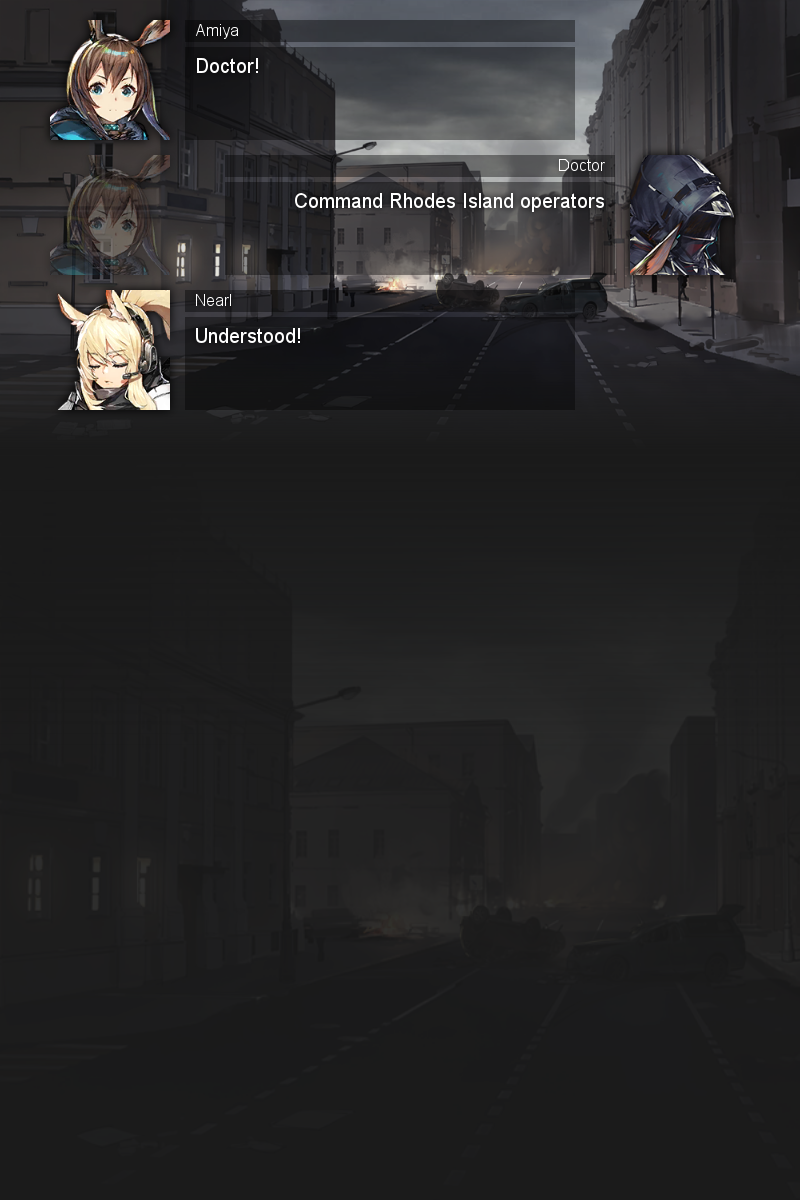 Amiya
Doctor!
Doctor
Command Rhodes Island operators
Nearl
Understood!